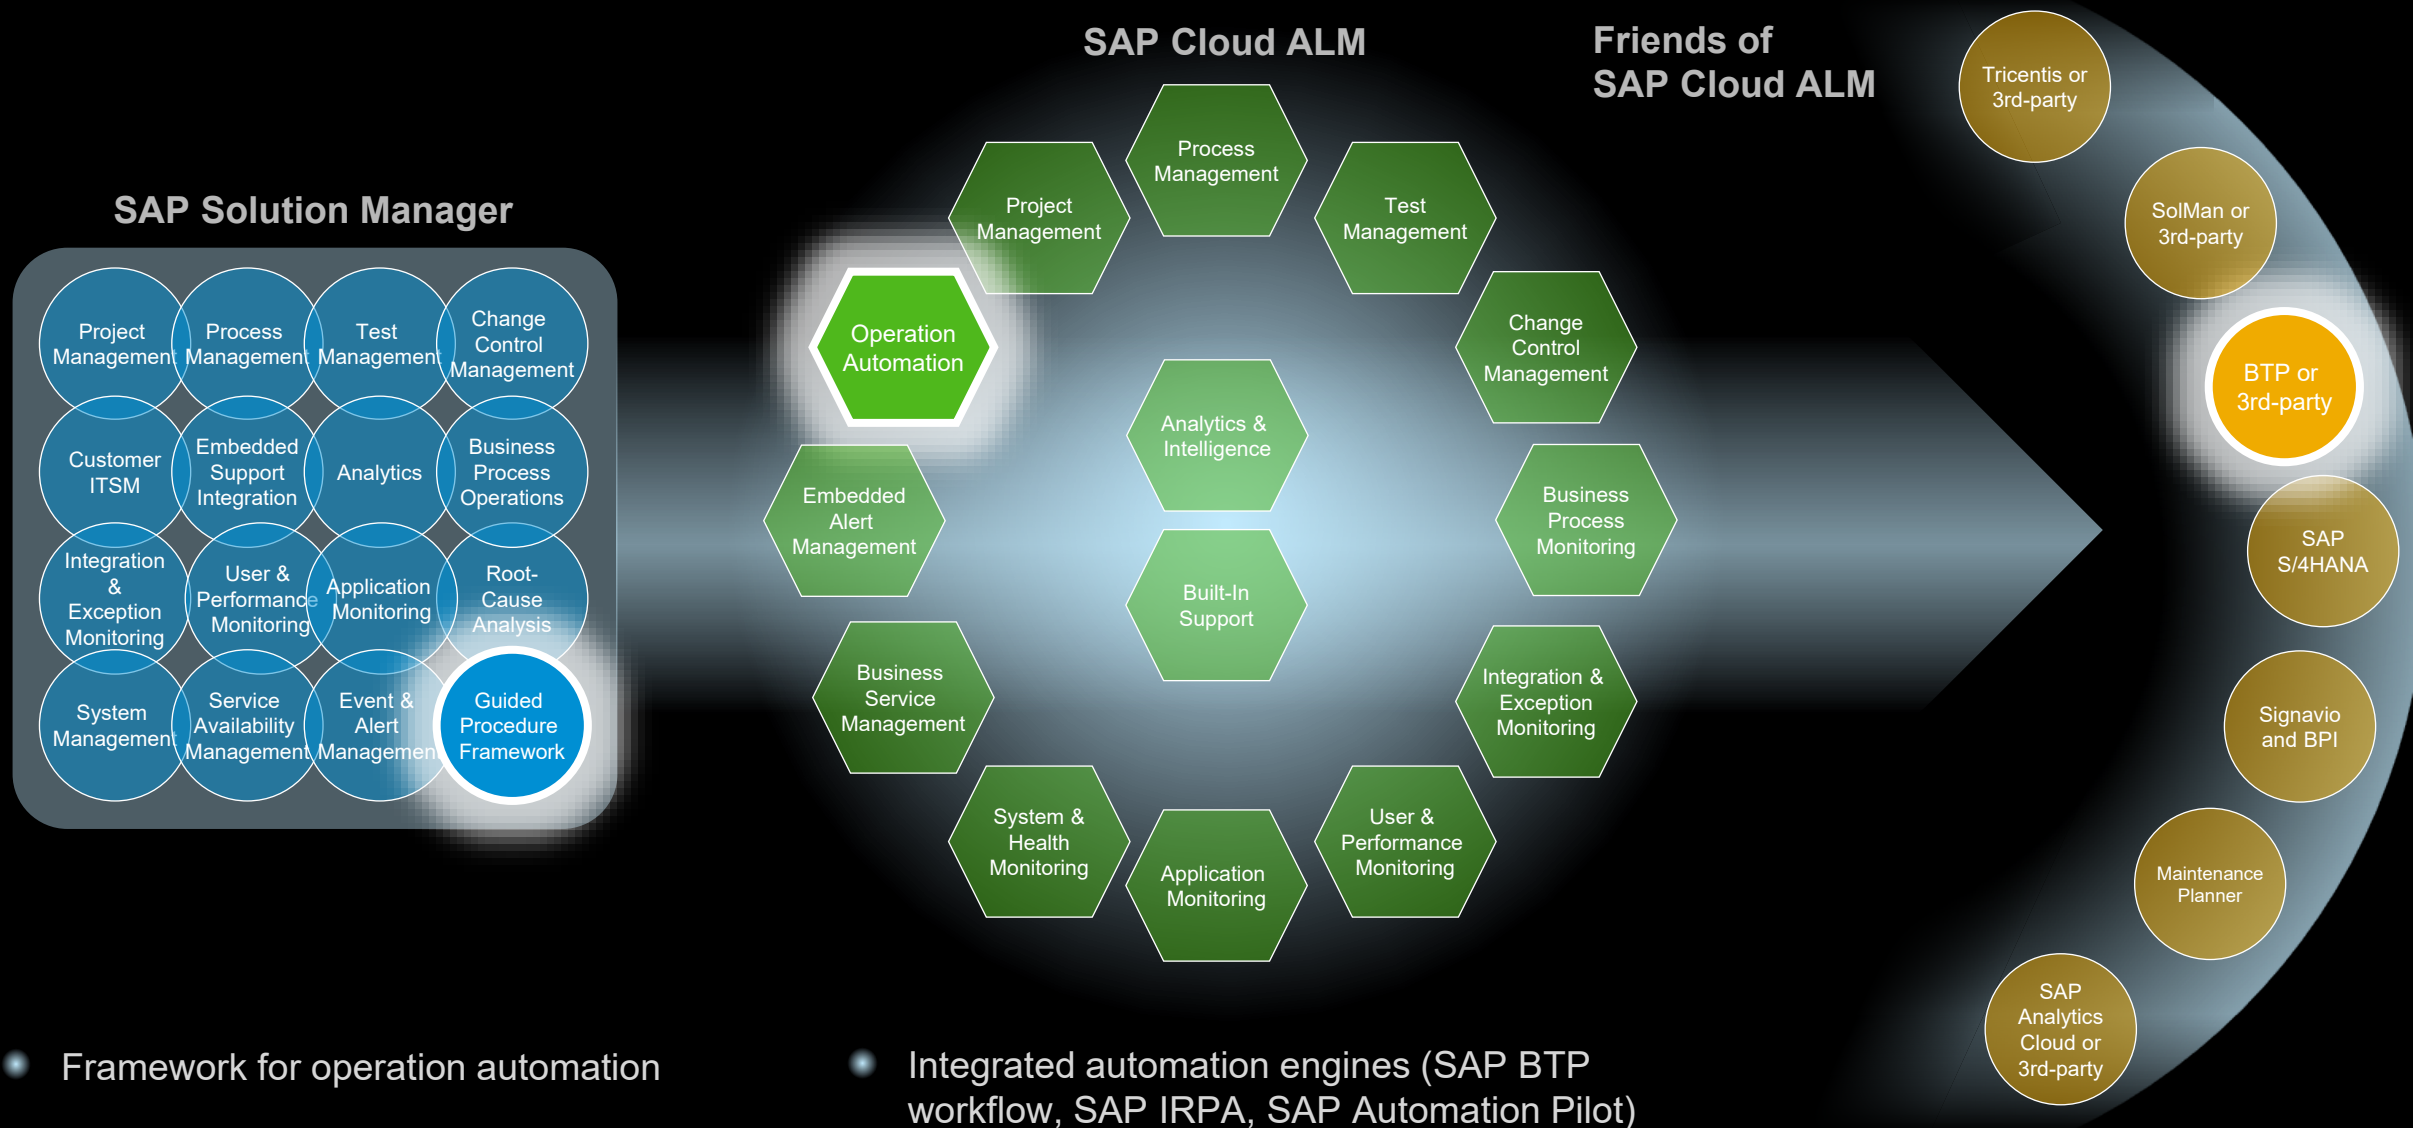 SAP Solution Manager
Project
Management
Process
Management
Test
Management
Change
Control
Management
Customer
ITSM
Embedded
Support
Integration
Analytics
Business
Process
Operations
Integration
&
Exception
Monitoring
User &
Performance
Monitoring
Application
Monitoring
Root-
Cause
Analysis
System
Management
Service
Availability
Management
Event &
Alert
Management
Guided
Procedure
Framework
Framework for operation automation
SAP Cloud ALM
Process
Management
Project
Management
Test
Management
Operation
Automation
Change
Control
Management
Analytics &
Intelligence
Embedded
Alert
Management
Business
Process
Monitoring
Built-In
Support
Business
Service
Management
Integration &
Exception
Monitoring
System &
Health
Monitoring
Application
Monitoring
User &
Performance
Monitoring
Integrated automation engines (SAP BTP
workflow, SAP IRPA, SAP Automation Pilot)
Friends of
SAP Cloud ALM
Tricentis or
3rd-party
SolMan or
3rd-party
BTP or
3rd-party
SAP
S/4HANA
Signavio
and BPI
Maintenance
Planner
SAP
Analytics
Cloud or
3rd-party